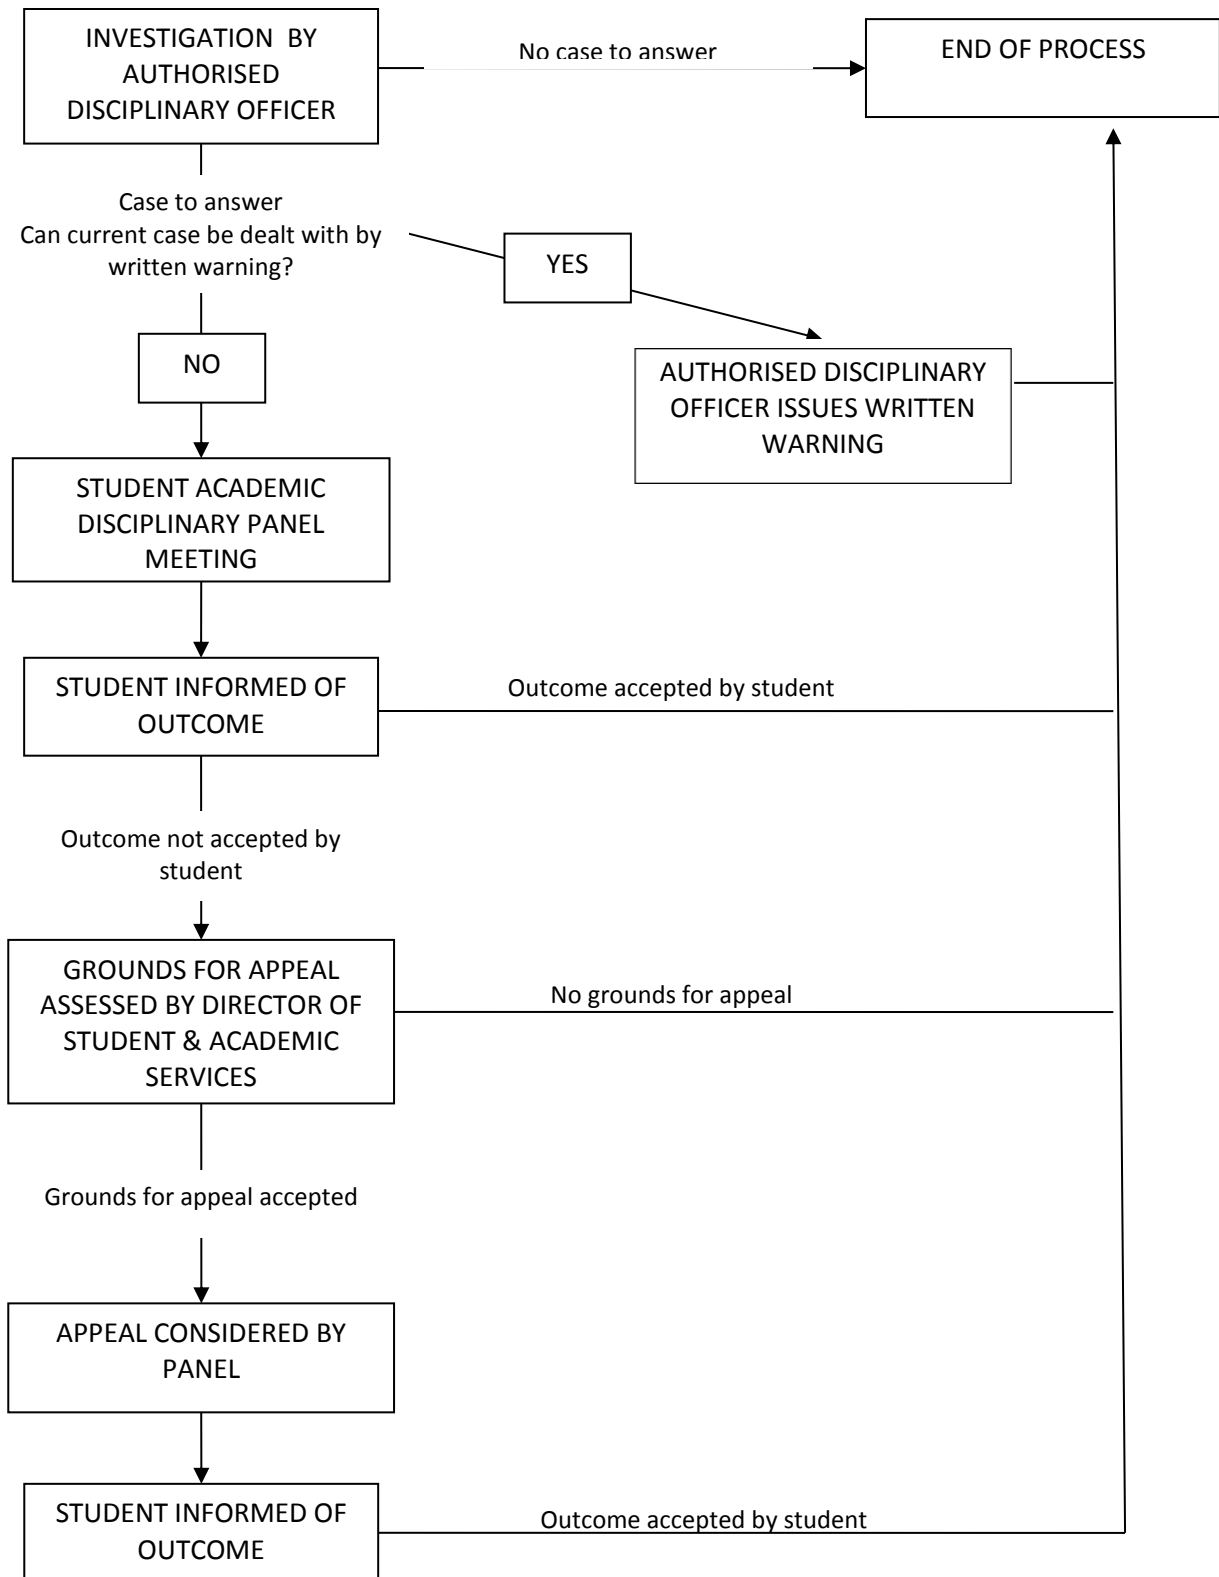 INVESTIGATION BY
AUTHORISED
DISCIPLINARY OFFICER
No case to answer
END OF PROCESS
Case to answer
Can current case be dealt with by
written warning?
YES
NO
AUTHORISED DISCIPLINARY
OFFICER ISSUES WRITTEN
WARNING
STUDENT ACADEMIC
DISCIPLINARY PANEL
MEETING
STUDENT INFORMED OF
OUTCOME
Outcome accepted by student
Outcome not accepted by
student
GROUNDS FOR APPEAL
ASSESSED BY DIRECTOR OF
STUDENT & ACADEMIC
SERVICES
No grounds for appeal
Grounds for appeal accepted
APPEAL CONSIDERED BY
PANEL
STUDENT INFORMED OF
OUTCOME
Outcome accepted by student